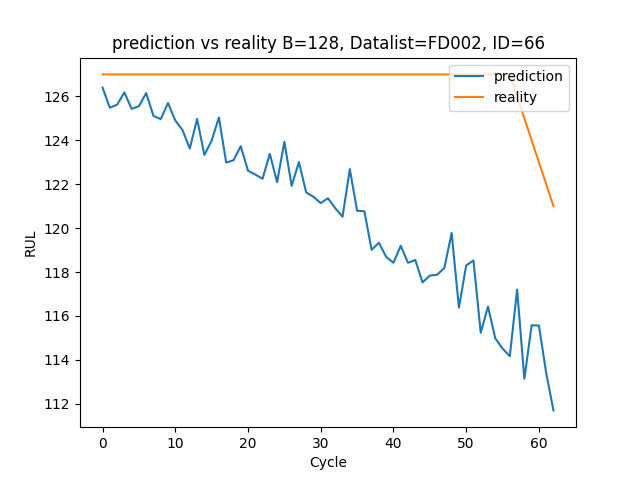 prediction vs reality B=128, Datalist=FD002, ID=66
prediction
reality
126
124
122
120
118
116
114
112
RUL
0 10 20 30 40 50 60
Cycle